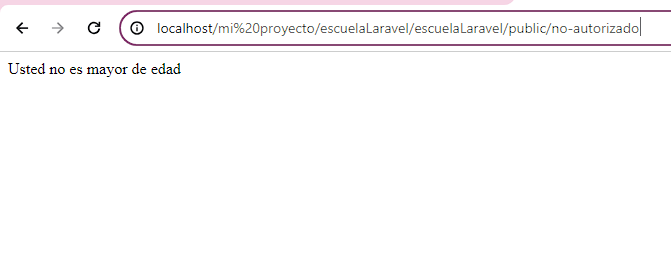 localhost/mi%20proyecto/escuelaLaravel/escuelaLaravel/public/no-autorizado
Usted no es mayor de edad